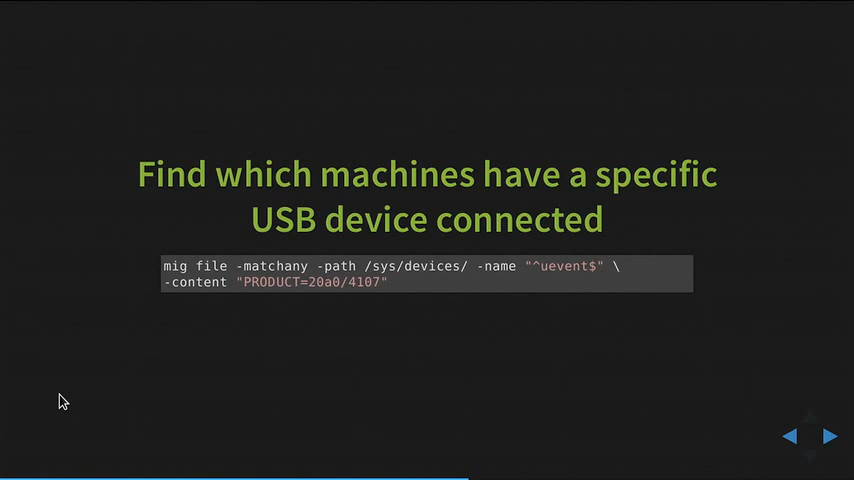 Find which machines have a specific
USB device connected
mig file -matchany -path /sys/devices/ -name "^uevent$" \
-content "PRODUCT=20a0/4107"